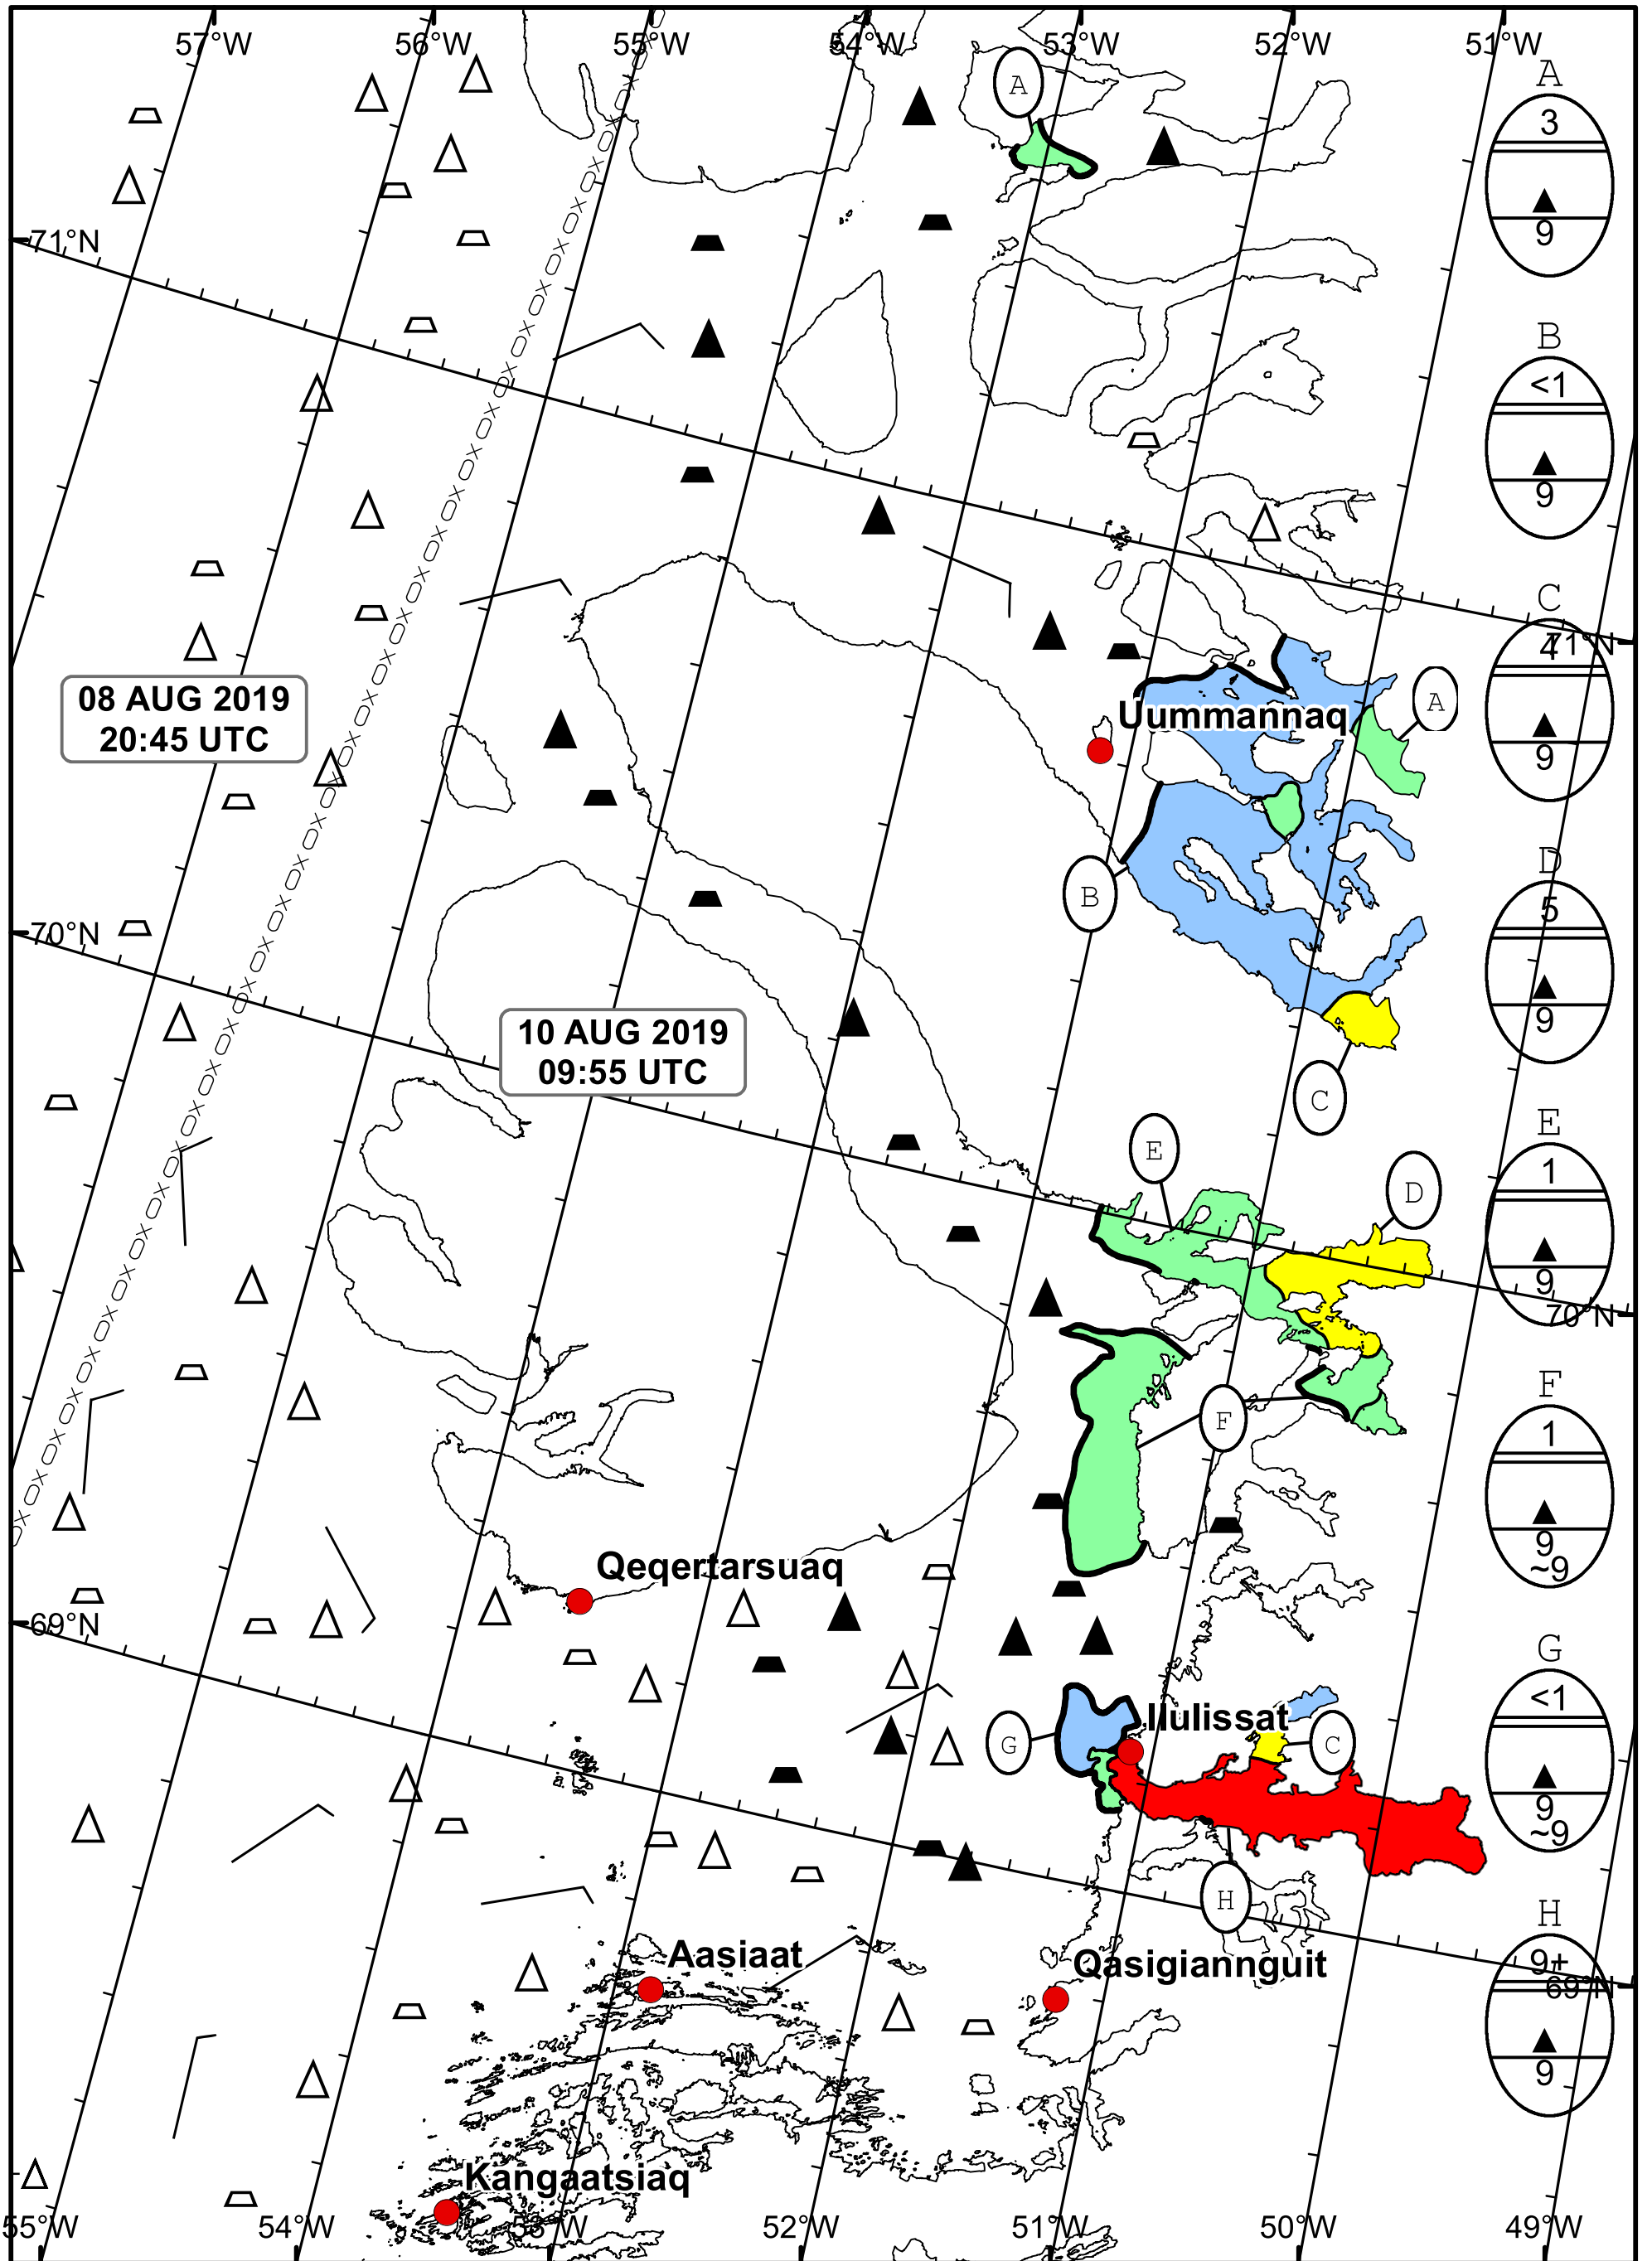 57°W
56°W
55°W
54°W
53°W
52°W
51°W
A
A
3
9
71°N
B
<1
9
C
4
71°N
9
08 AUG 2019
20:45 UTC
Uummannaq
A
B
D
5
9
70°N
10 AUG 2019
09:55 UTC
C
E
D
E
1
9
70°N
F
F
1
9
~9
Qeqertarsuaq
69°N
G
<1
9
~9
Ilulissat
G
C
H
H
9+
69°N
9
Aasiaat
Qasigiannguit
Kangaatsiaq
55°W
54°W
53°W
52°W
51°W
50°W
49°W